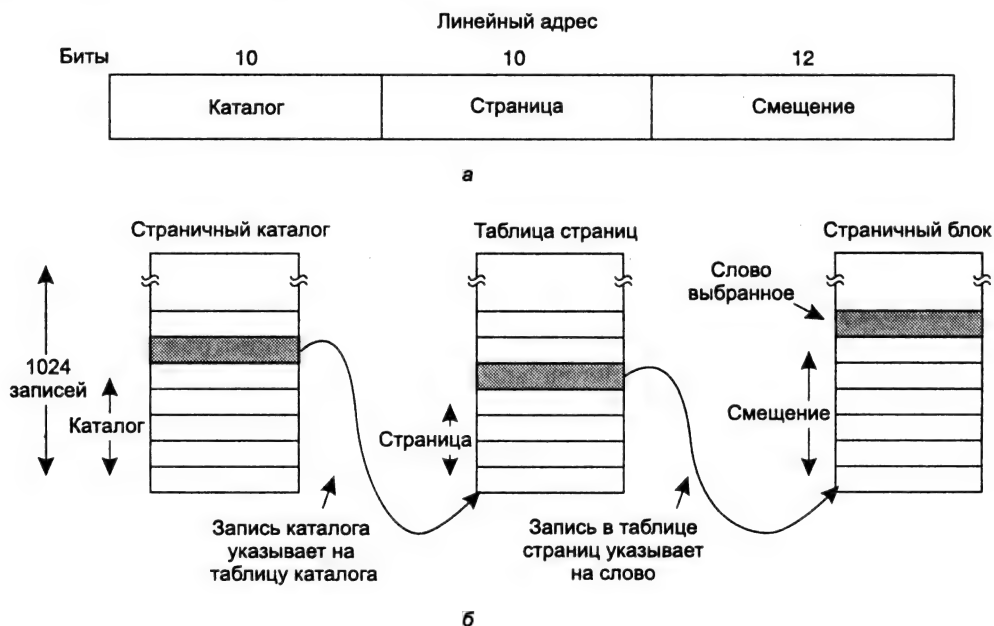 Линейный адрес
Биты 10 10 12
Каталог Страница Смещение
а
Страничный каталог
Таблица страниц
Страничный блок
Слово
выбранное
1024
записей
Каталог
Страница
Смещение
Запись каталога
указывает на
таблицу каталога
Запись в таблице
страниц указывает
на слово
б